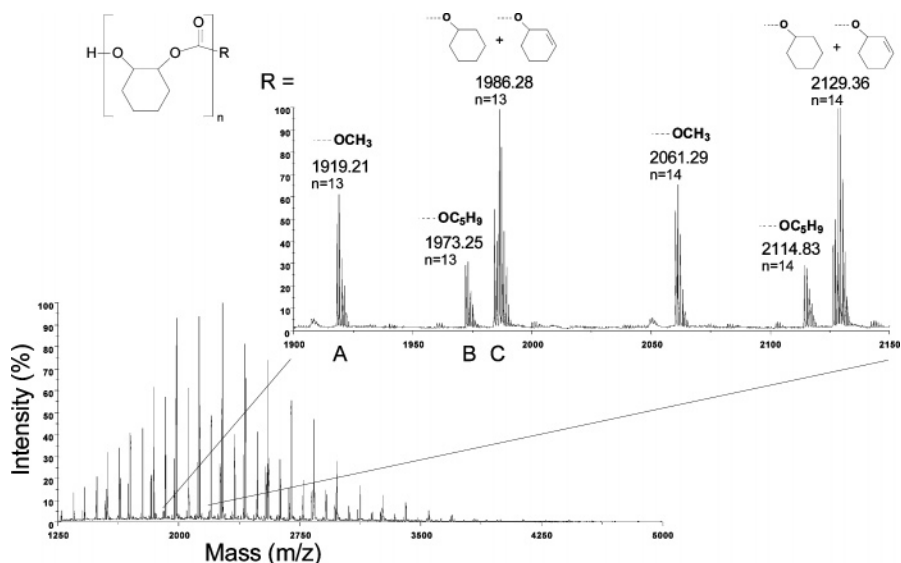 H O O O R
n
O + O
O + O
R =
1986.28
n=13
2129.36
n=14
OCH₃
1919.21
n=13
OCH₃
2061.29
n=14
OC₅H₉
1973.25
n=13
OC₅H₉
2114.83
n=14
100
90
80
70
60
50
40
30
20
10
0
1900 1950 2000 2050 2100 2150
A B C
Intensity (%)
100
90
80
70
60
50
40
30
20
10
0
1250 2000 2750 3500 4250 5000
Mass (m/z)